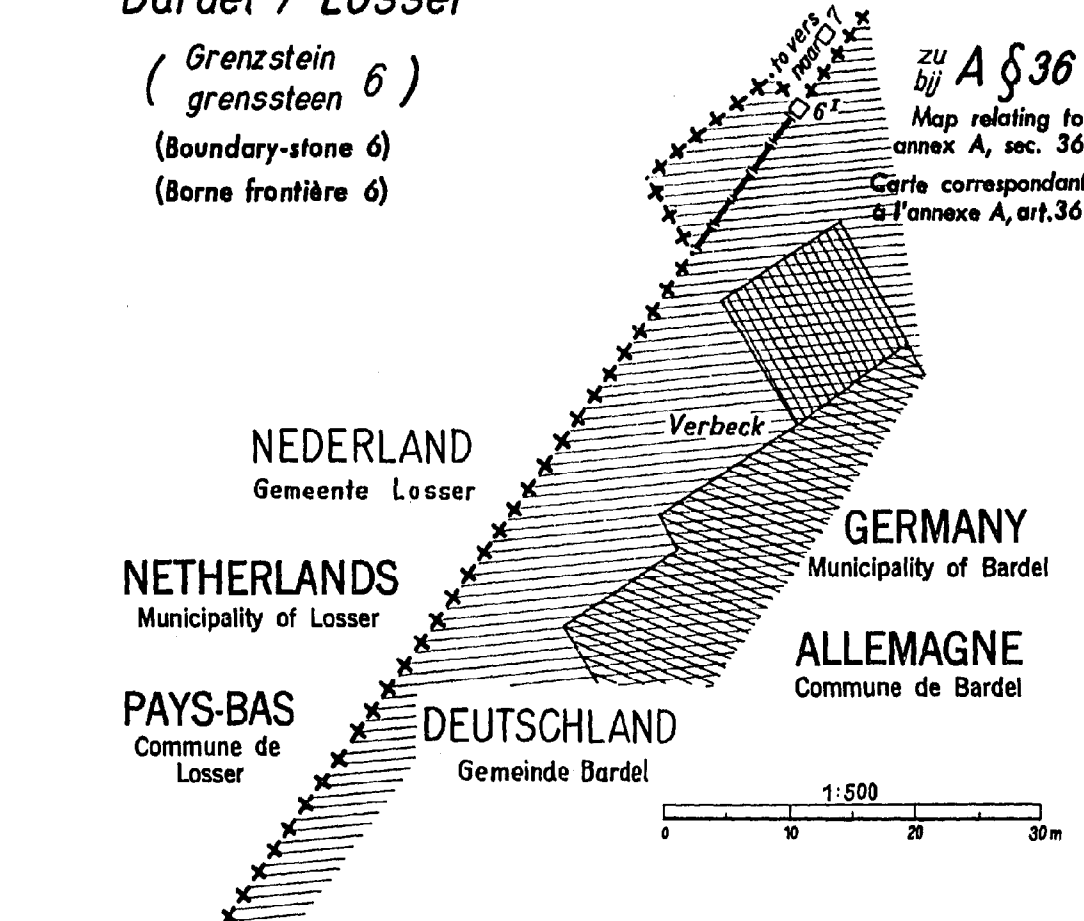 Bardel / Losser
( Grenzstein
grenssteen 6 )
(Boundary-stone 6)
(Borne frontière 6)
to vers
naar 7
6ᴵ
zu
bij A § 36
Map relating to
annex A, sec. 36
Carte correspondant
à l'annexe A, art. 36
Verbeck
NEDERLAND
Gemeente Losser
NETHERLANDS
Municipality of Losser
PAYS-BAS
Commune de
Losser
GERMANY
Municipality of Bardel
ALLEMAGNE
Commune de Bardel
DEUTSCHLAND
Gemeinde Bardel
1:500
0 10 20 30 m